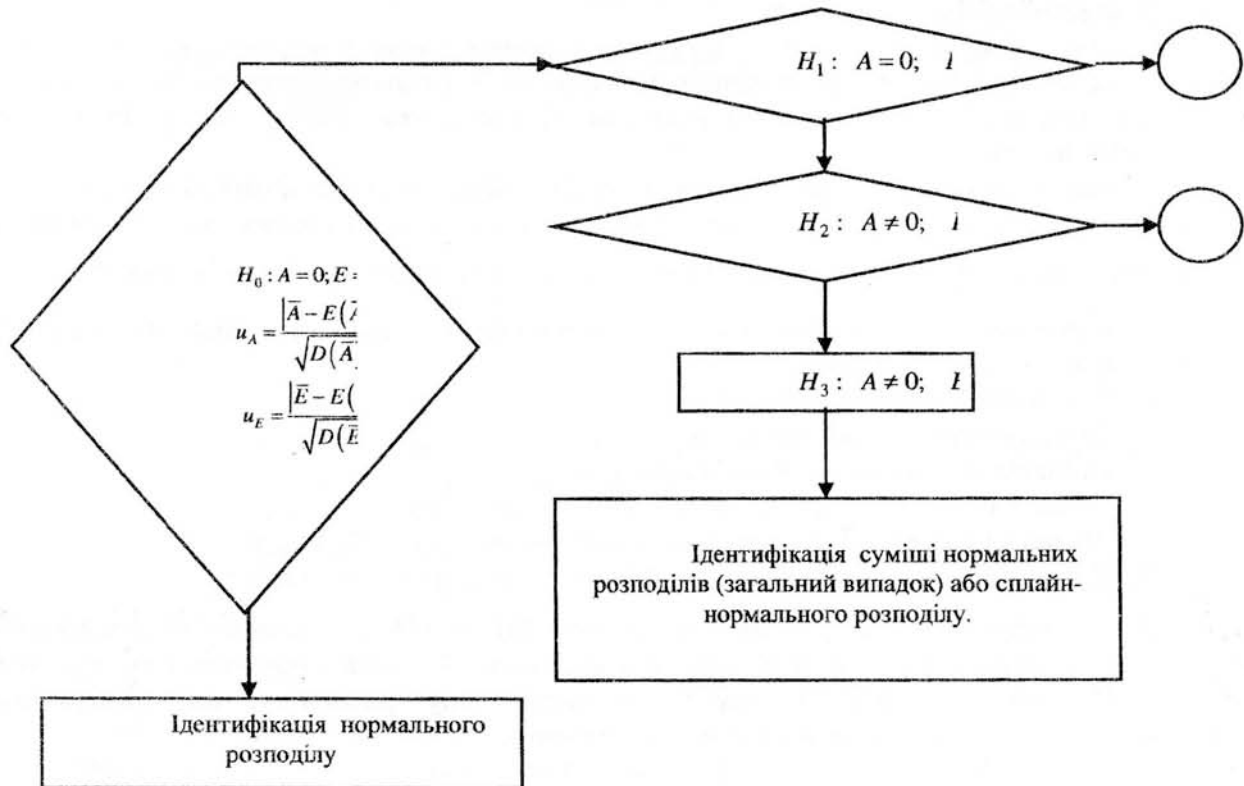 H₁ : A = 0;
H₂ : A ≠ 0;
H₀ : A = 0; E =
u_A = |A̅ − E(A̅ / √D(A̅
u_E = |E̅ − E( / √D(E̅
H₃ : A ≠ 0; E
Ідентифікація суміші нормальних
розподілів (загальний випадок) або сплайн-
нормального розподілу.
Ідентифікація нормального
розподілу